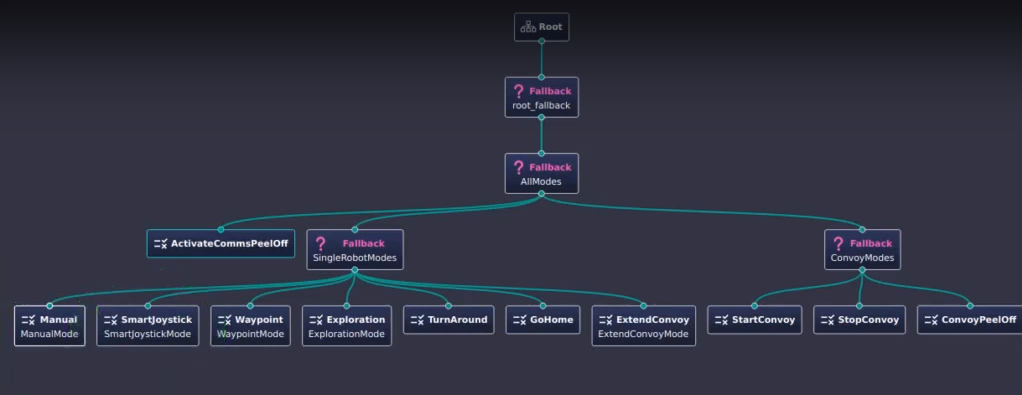 Root
Fallback
root_fallback
Fallback
AllModes
ActivateCommsPeelOff
Fallback
SingleRobotModes
Fallback
ConvoyModes
Manual
ManualMode
SmartJoystick
SmartJoystickMode
Waypoint
WaypointMode
Exploration
ExplorationMode
TurnAround
GoHome
ExtendConvoy
ExtendConvoyMode
StartConvoy
StopConvoy
ConvoyPeelOff